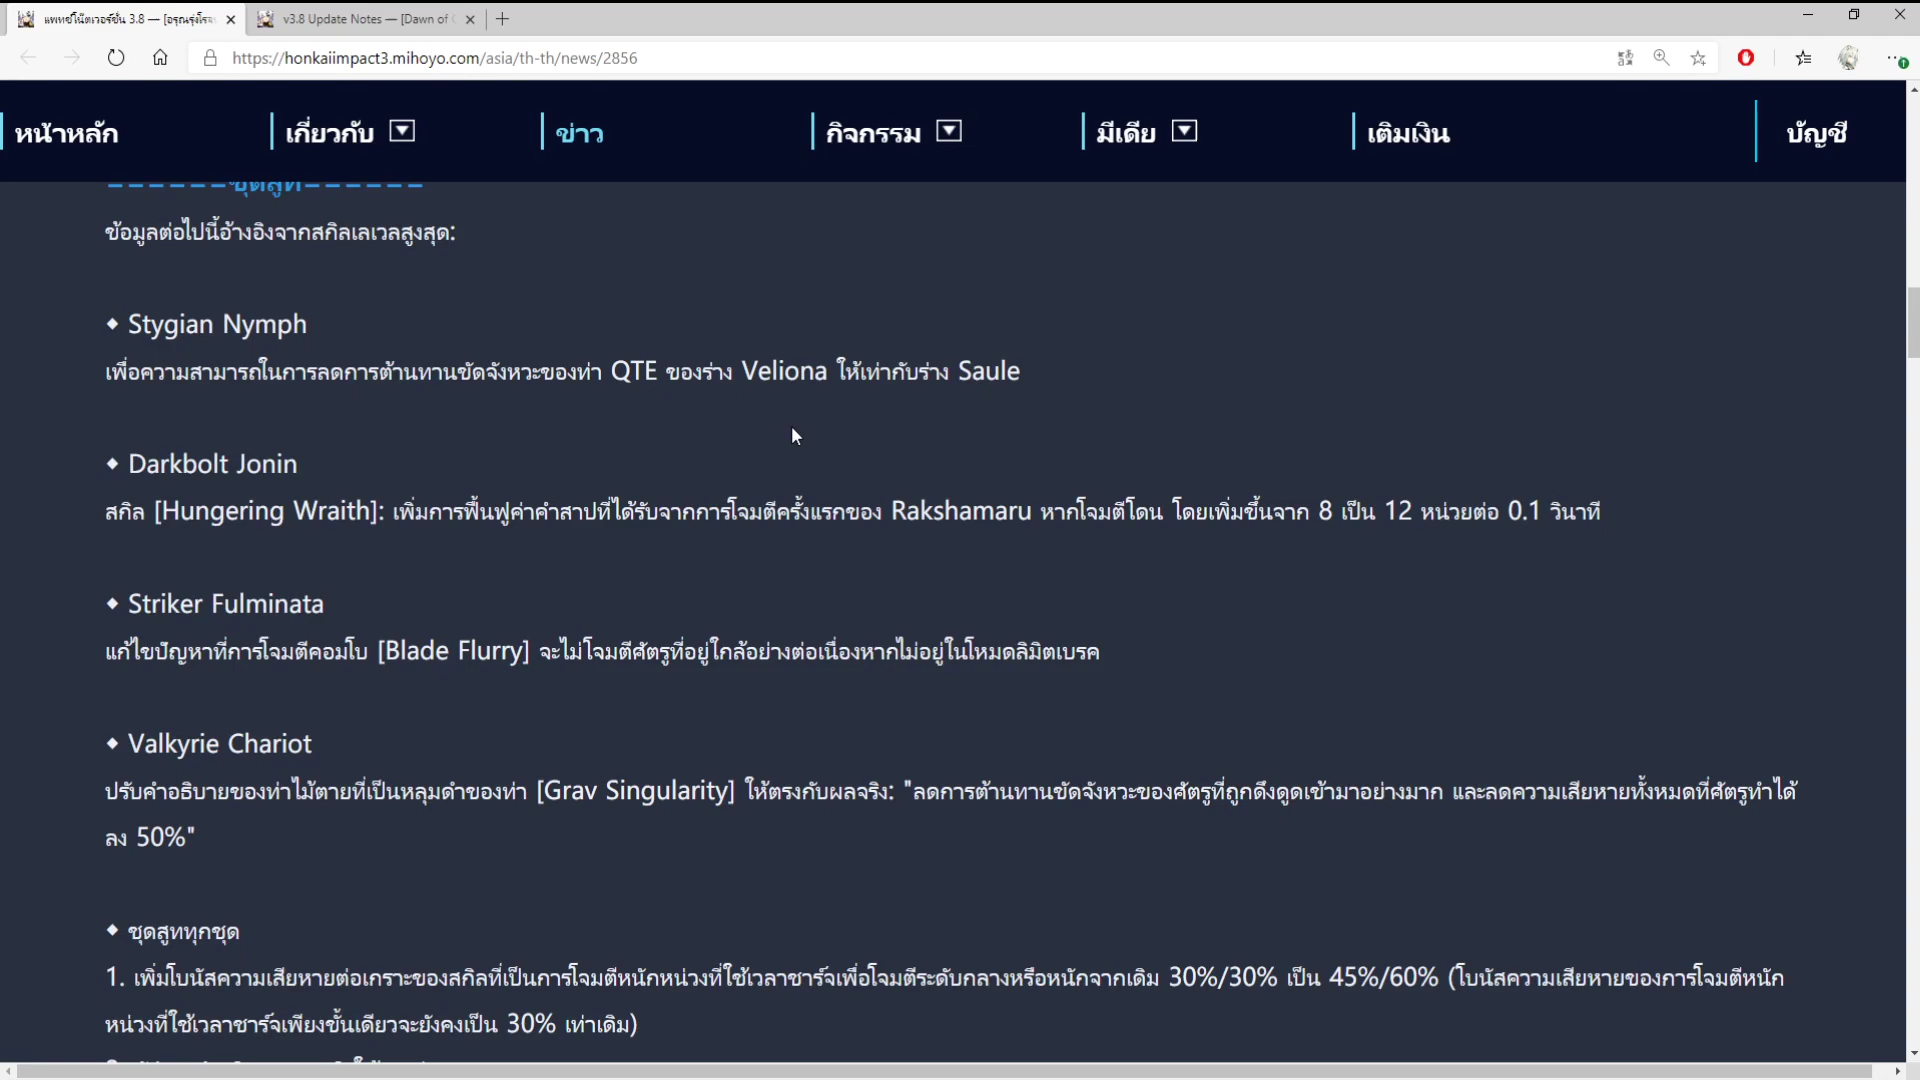 แพทช์โน๊ตเวอร์ชั่น 3.8 — [อรุณรุ่ง
v3.8 Update Notes — [Dawn of
https://honkaiimpact3.mihoyo.com/asia/th-th/news/2856
หน้าหลัก เกี่ยวกับ ข่าว กิจกรรม มีเดีย เติมเงิน บัญชี
======ชุดสูท======
ข้อมูลต่อไปนี้อ้างอิงจากสกิลเลเวลสูงสุด:
◆ Stygian Nymph
เพื่อความสามารถในการลดการต้านทานขัดจังหวะของท่า QTE ของร่าง Veliona ให้เท่ากับร่าง Saule
◆ Darkbolt Jonin
สกิล [Hungering Wraith]: เพิ่มการฟื้นฟูค่าคำสาปที่ได้รับจากการโจมตีครั้งแรกของ Rakshamaru หากโจมตีโดน โดยเพิ่มขึ้นจาก 8 เป็น 12 หน่วยต่อ 0.1 วินาที
◆ Striker Fulminata
แก้ไขปัญหาที่การโจมตีคอมโบ [Blade Flurry] จะไม่โจมตีศัตรูที่อยู่ใกล้อย่างต่อเนื่องหากไม่อยู่ในโหมดลิมิตเบรค
◆ Valkyrie Chariot
ปรับคำอธิบายของท่าไม้ตายที่เป็นหลุมดำของท่า [Grav Singularity] ให้ตรงกับผลจริง: "ลดการต้านทานขัดจังหวะของศัตรูที่ถูกดึงดูดเข้ามาอย่างมาก และลดความเสียหายทั้งหมดที่ศัตรูทำได้
ลง 50%"
◆ ชุดสูททุกชุด
1. เพิ่มโบนัสความเสียหายต่อเกราะของสกิลที่เป็นการโจมตีหนักหน่วงที่ใช้เวลาชาร์จเพื่อโจมตีระดับกลางหรือหนักจากเดิม 30%/30% เป็น 45%/60% (โบนัสความเสียหายของการโจมตีหนัก
หน่วงที่ใช้เวลาชาร์จเพียงขั้นเดียวจะยังคงเป็น 30% เท่าเดิม)